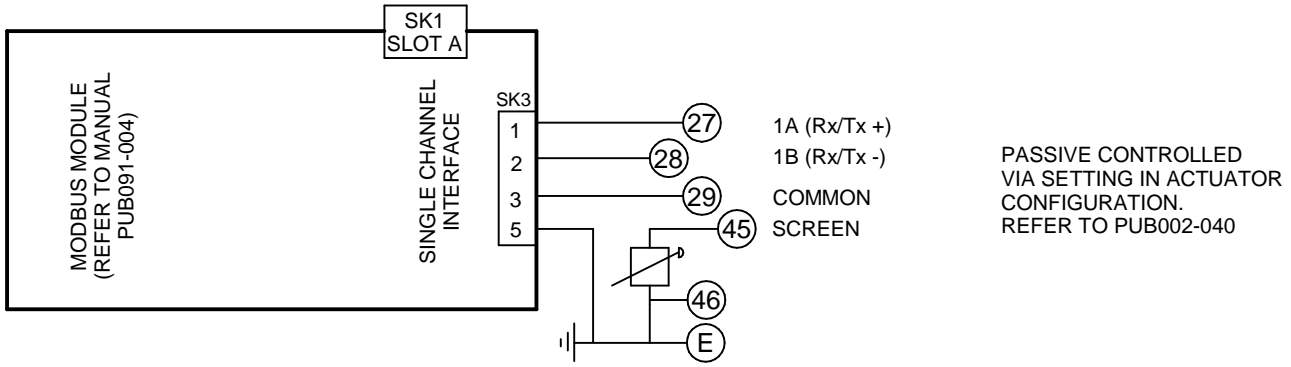 SK1
SLOT A
MODBUS MODULE
(REFER TO MANUAL
PUB091-004)
SINGLE CHANNEL
INTERFACE
SK3
1
2
3
5
27
1A (Rx/Tx +)
28
1B (Rx/Tx -)
29
COMMON
45
SCREEN
46
E
PASSIVE CONTROLLED
VIA SETTING IN ACTUATOR
CONFIGURATION.
REFER TO PUB002-040